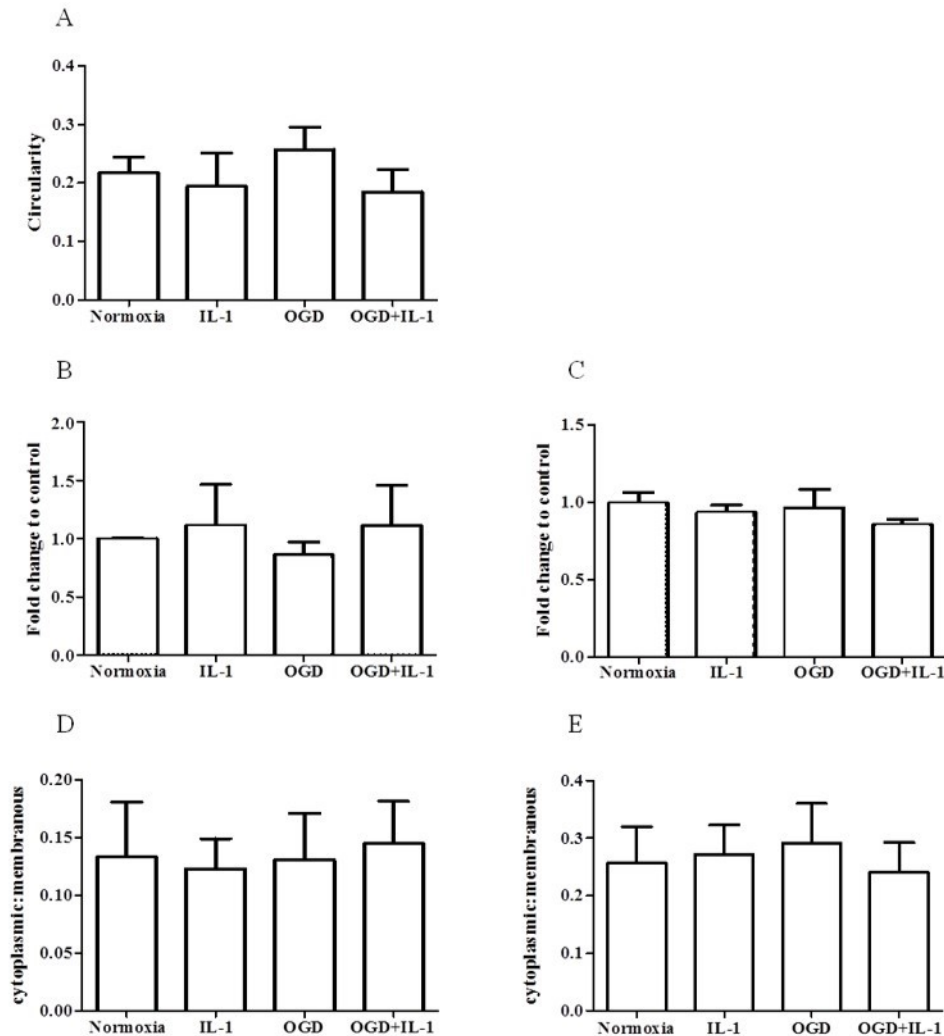 A
0.4
0.3
0.2
0.1
0.0
Circularity
Normoxia IL-1 OGD OGD+IL-1
B
2.0
1.5
1.0
0.5
0.0
Fold change to control
Normoxia IL-1 OGD OGD+IL-1
C
1.5
1.0
0.5
0.0
Fold change to control
Normoxia IL-1 OGD OGD+IL-1
D
0.20
0.15
0.10
0.05
0.00
cytoplasmic:membranous
Normoxia IL-1 OGD OGD+IL-1
E
0.4
0.3
0.2
0.1
0.0
cytoplasmic:membranous
Normoxia IL-1 OGD OGD+IL-1